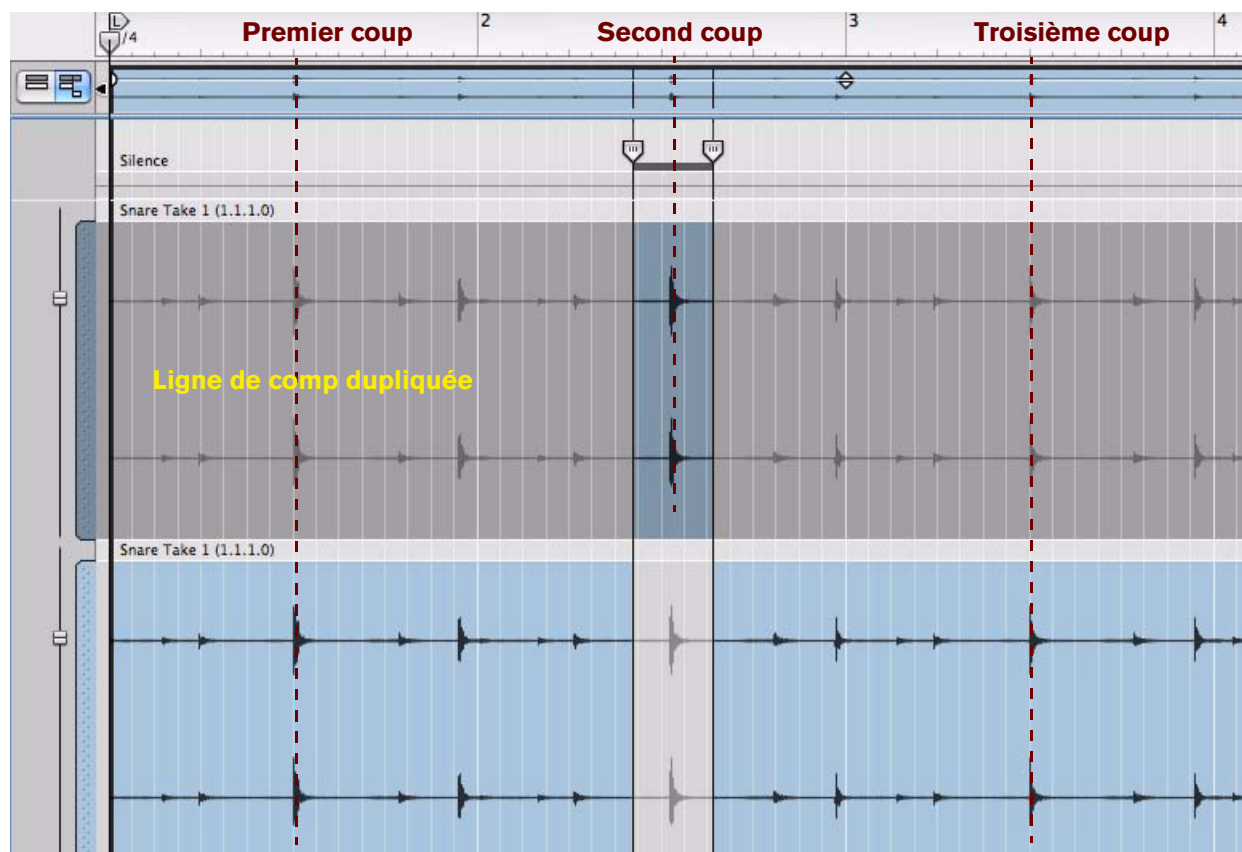 L
/4
Premier coup
2
Second coup
3
Troisième coup
4
Silence
Snare Take 1 (1.1.1.0)
Ligne de comp dupliquée
Snare Take 1 (1.1.1.0)